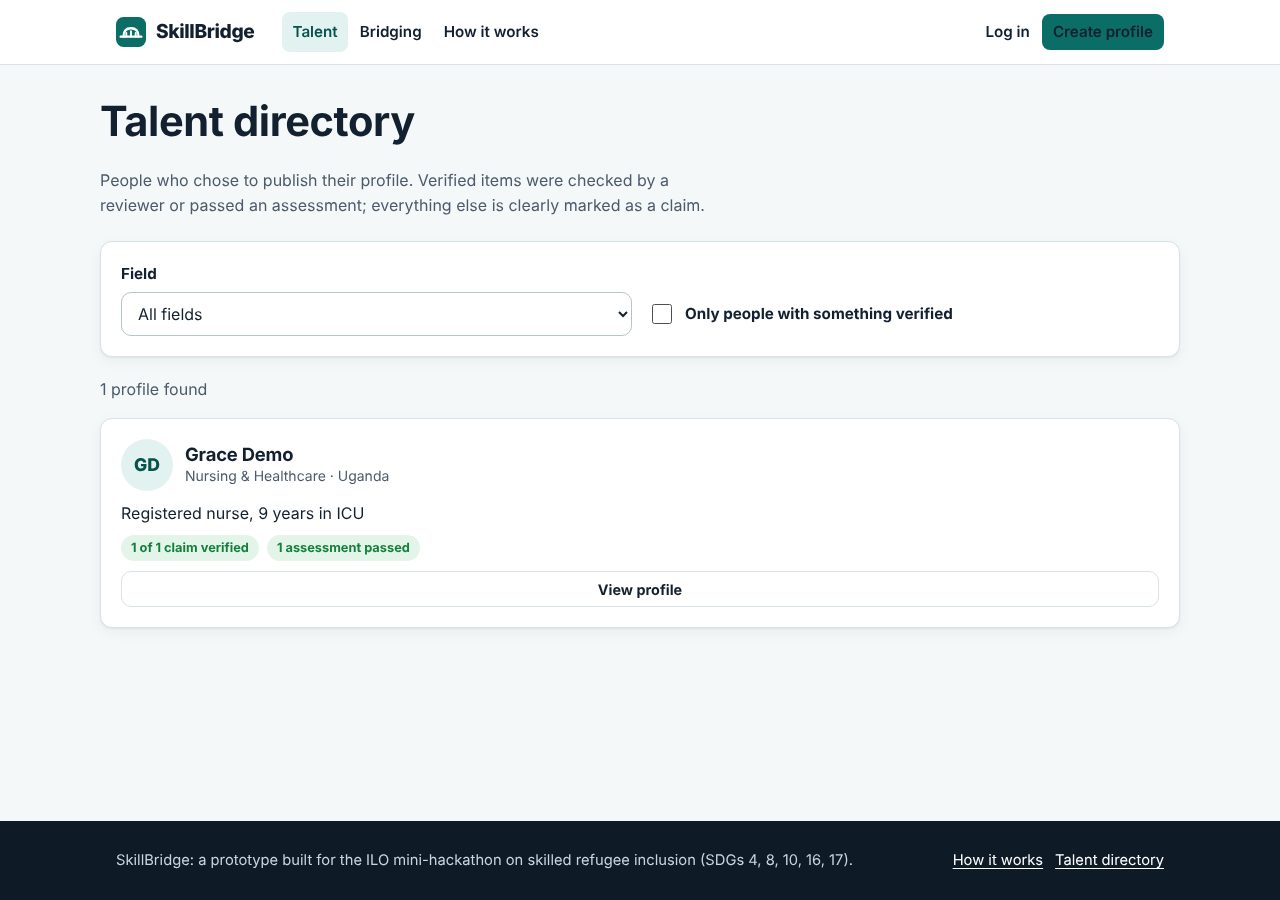 SkillBridge
Talent
Bridging
How it works
Log in
Create profile
Talent directory
People who chose to publish their profile. Verified items were checked by a
reviewer or passed an assessment; everything else is clearly marked as a claim.
Field
All fields
Only people with something verified
1 profile found
GD
Grace Demo
Nursing & Healthcare · Uganda
Registered nurse, 9 years in ICU
1 of 1 claim verified
1 assessment passed
View profile
SkillBridge: a prototype built for the ILO mini-hackathon on skilled refugee inclusion (SDGs 4, 8, 10, 16, 17).
How it works
Talent directory